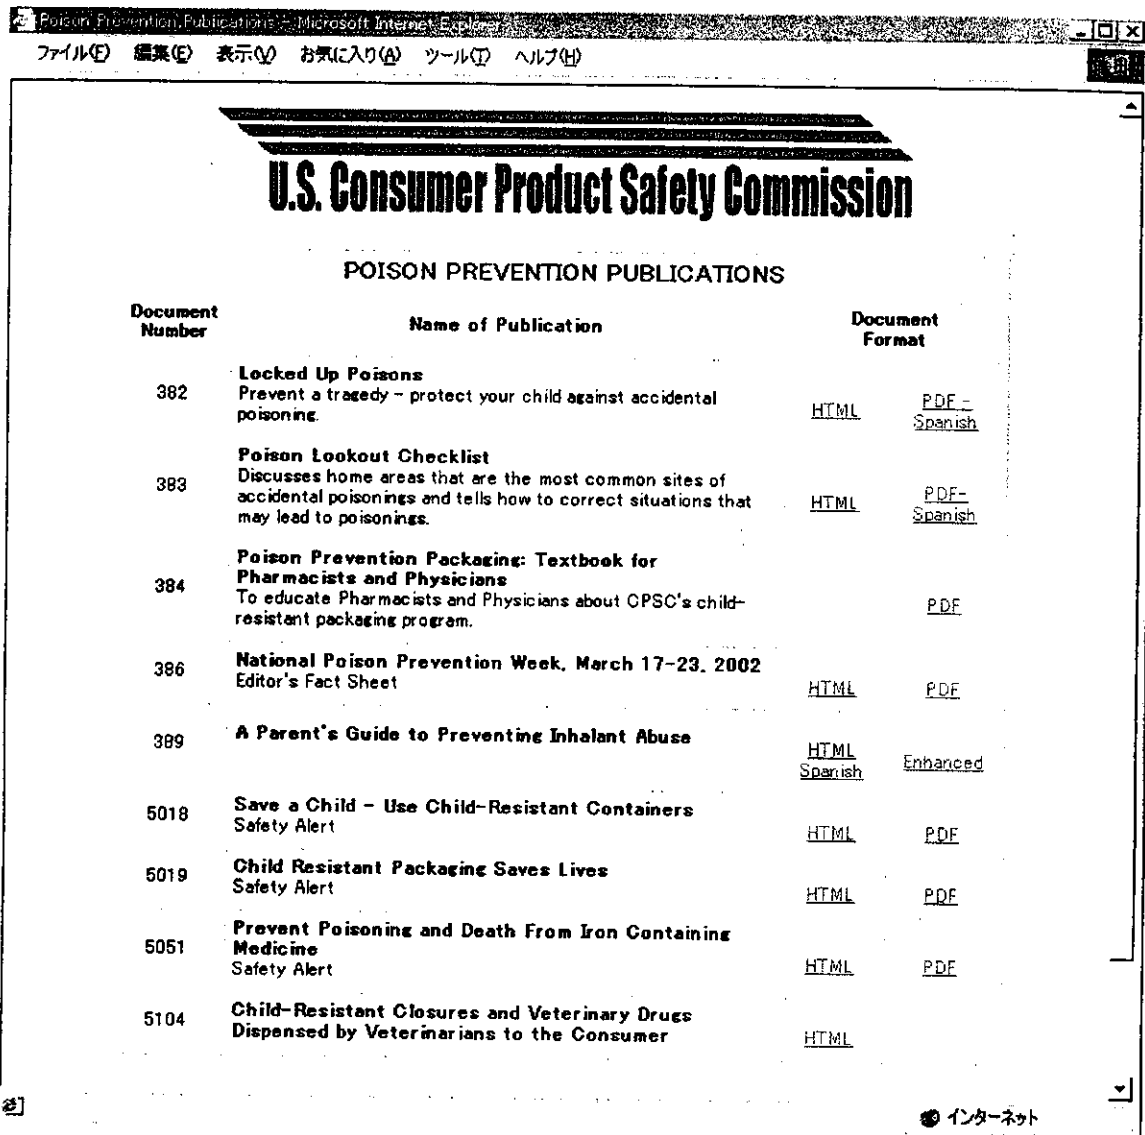 Poison Prevention Publications - Microsoft Internet Explorer
ファイル(F) 編集(E) 表示(V) お気に入り(A) ツール(T) ヘルプ(H)
U.S. Consumer Product Safety Commission
POISON PREVENTION PUBLICATIONS
Document Number
Name of Publication
Document Format
382
Locked Up Poisons
Prevent a tragedy - protect your child against accidental
poisoning.
HTML
PDF -
Spanish
383
Poison Lookout Checklist
Discusses home areas that are the most common sites of
accidental poisonings and tells how to correct situations that
may lead to poisonings.
HTML
PDF-
Spanish
384
Poison Prevention Packaging: Textbook for
Pharmacists and Physicians
To educate Pharmacists and Physicians about CPSC's child-
resistant packaging program.
PDF
386
National Poison Prevention Week, March 17-23, 2002
Editor's Fact Sheet
HTML
PDF
389
A Parent's Guide to Preventing Inhalant Abuse
HTML
Spanish
Enhanced
5018
Save a Child - Use Child-Resistant Containers
Safety Alert
HTML
PDF
5019
Child Resistant Packaging Saves Lives
Safety Alert
HTML
PDF
5051
Prevent Poisoning and Death From Iron Containing
Medicine
Safety Alert
HTML
PDF
5104
Child-Resistant Closures and Veterinary Drugs
Dispensed by Veterinarians to the Consumer
HTML
インターネット